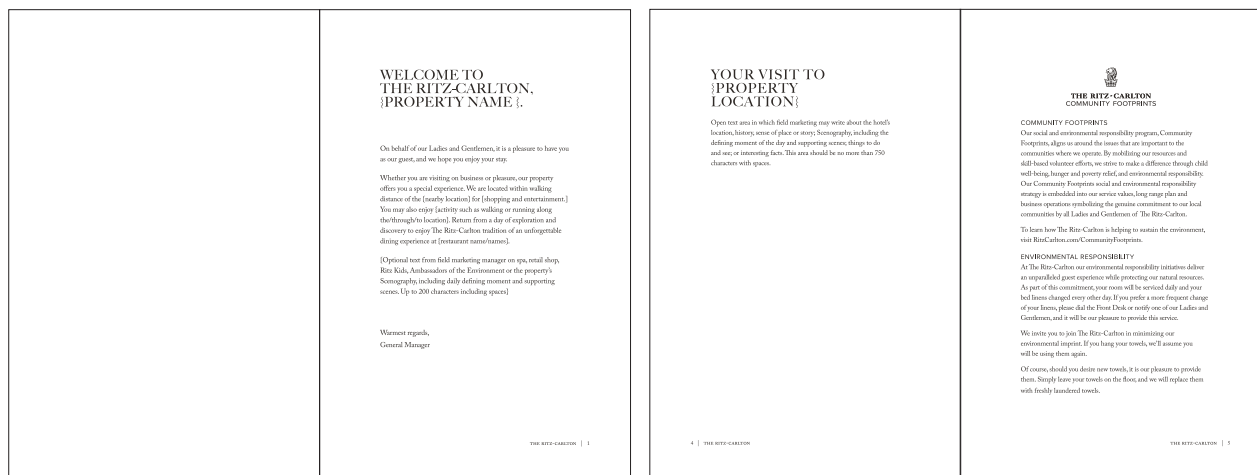 WELCOME TO
THE RITZ-CARLTON,
}PROPERTY NAME {.
On behalf of our Ladies and Gentlemen, it is a pleasure to have you
as our guest, and we hope you enjoy your stay.
Whether you are visiting on business or pleasure, our property
offers you a special experience. We are located within walking
distance of the [nearby location] for [shopping and entertainment.]
You may also enjoy [activity such as walking or running along
the/through/to location]. Return from a day of exploration and
discovery to enjoy The Ritz-Carlton tradition of an unforgettable
dining experience at [restaurant name/names].
[Optional text from field marketing manager on spa, retail shop,
Ritz Kids, Ambassadors of the Environment or the property's
Scenography, including daily defining moment and supporting
scenes. Up to 200 characters including spaces]
Warmest regards,
General Manager
THE RITZ-CARLTON | 1
YOUR VISIT TO
}PROPERTY
LOCATION{
Open text area in which field marketing may write about the hotel's
location, history, sense of place or story; Scenography, including the
defining moment of the day and supporting scenes; things to do
and see; or interesting facts. This area should be no more than 750
characters with spaces.
4 | THE RITZ-CARLTON
THE RITZ·CARLTON
COMMUNITY FOOTPRINTS
COMMUNITY FOOTPRINTS
Our social and environmental responsibility program, Community
Footprints, aligns us around the issues that are important to the
communities where we operate. By mobilizing our resources and
skill-based volunteer efforts, we strive to make a difference through child
well-being, hunger and poverty relief, and environmental responsibility.
Our Community Footprints social and environmental responsibility
strategy is embedded into our service values, long range plan and
business operations symbolizing the genuine commitment to our local
communities by all Ladies and Gentlemen of The Ritz-Carlton.
To learn how The Ritz-Carlton is helping to sustain the environment,
visit RitzCarlton.com/CommunityFootprints.
ENVIRONMENTAL RESPONSIBILITY
At The Ritz-Carlton our environmental responsibility initiatives deliver
an unparalleled guest experience while protecting our natural resources.
As part of this commitment, your room will be serviced daily and your
bed linens changed every other day. If you prefer a more frequent change
of your linens, please dial the Front Desk or notify one of our Ladies and
Gentlemen, and it will be our pleasure to provide this service.
We invite you to join The Ritz-Carlton in minimizing our
environmental imprint. If you hang your towels, we'll assume you
will be using them again.
Of course, should you desire new towels, it is our pleasure to provide
them. Simply leave your towels on the floor, and we will replace them
with freshly laundered towels.
THE RITZ-CARLTON | 5